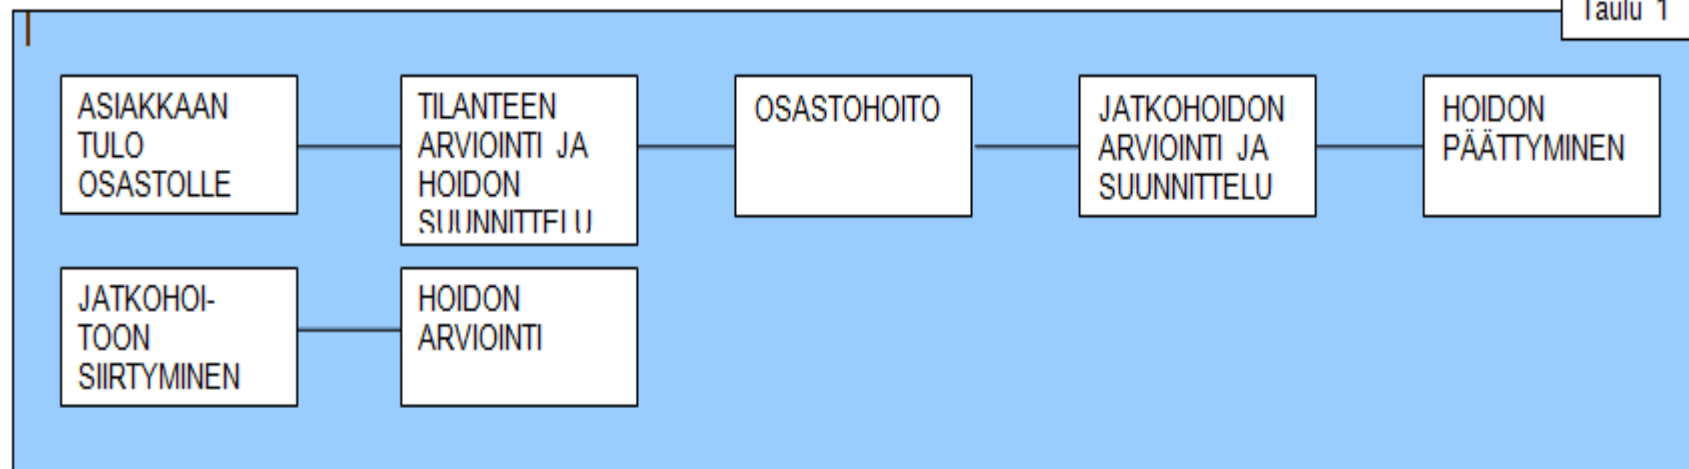 Taulu 1
ASIAKKAAN
TULO
OSASTOLLE
TILANTEEN
ARVIOINTI JA
HOIDON
SUUNNITTELU
OSASTOHOITO
JATKOHOIDON
ARVIOINTI JA
SUUNNITTELU
HOIDON
PÄÄTTYMINEN
JATKOHOI-
TOON
SIIRTYMINEN
HOIDON
ARVIOINTI